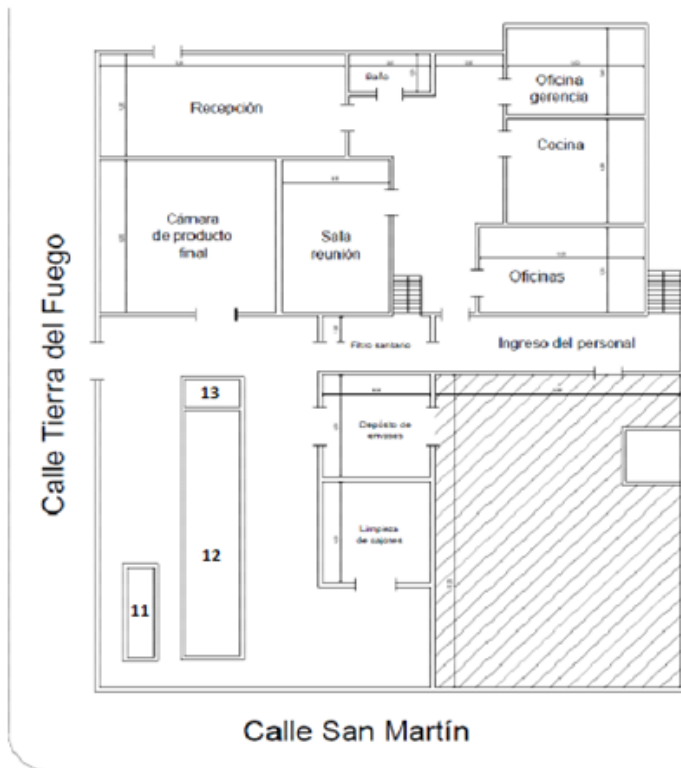 Baño
Oficina
gerencia
Recepción
Cocina
Cámara
de producto
final
Sala
reunión
Oficinas
Calle Tierra del Fuego
Filtro sanitario
Ingreso del personal
13
Depósito de
envases
12
Limpieza
de cajones
11
Calle San Martín